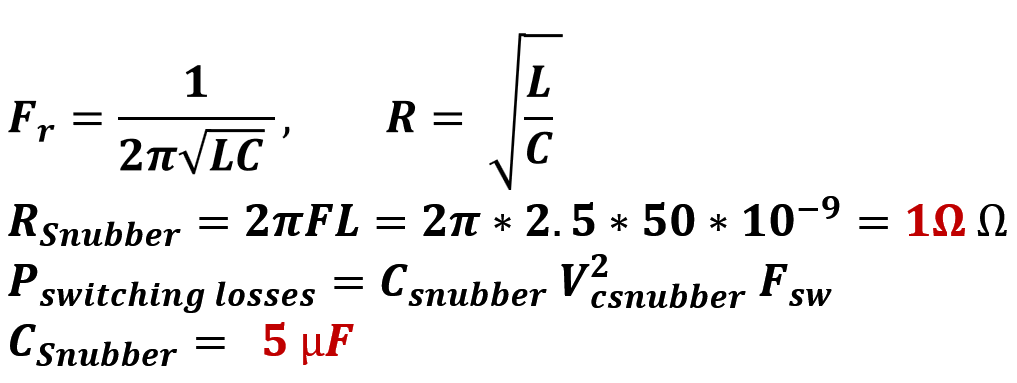 F_r = 1 / 2π√LC , R = √L/C
R_Snubber = 2πFL = 2π * 2.5 * 50 * 10^−9 = 1Ω Ω
P_switching losses = C_snubber V²_csnubber F_sw
C_Snubber = 5 μF